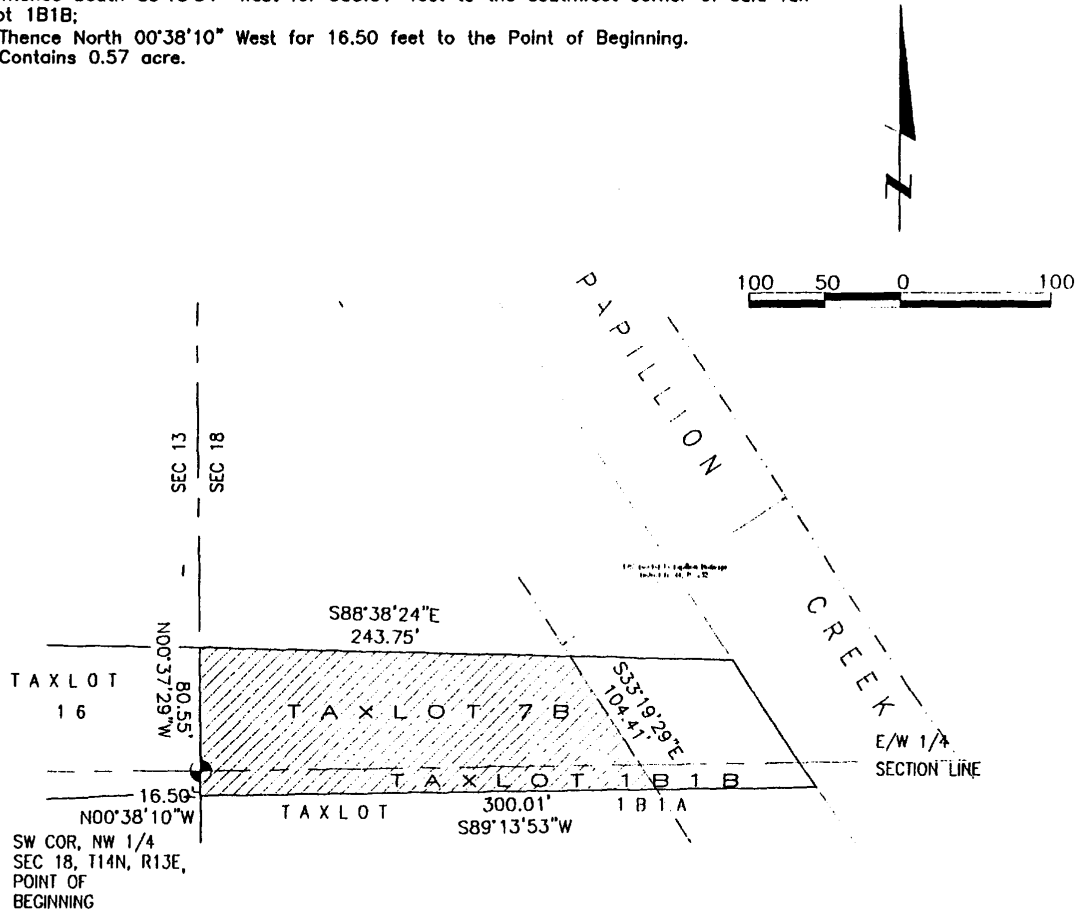 ot 1B1B;
Thence North 00°38'10" West for 16.50 feet to the Point of Beginning.
Contains 0.57 acre.
N
100 50 0 100
PAPILLION
CREEK
SEC 13
SEC 18
S88°38'24"E
243.75'
N00°37'29"W
80.55'
TAXLOT
16
TAXLOT 7B
S33°19'29"E
104.41'
E/W 1/4
SECTION LINE
TAXLOT 1B1B
16.50'
N00°38'10"W
TAXLOT 1B1A
300.01'
S89°13'53"W
SW COR, NW 1/4
SEC 18, T14N, R13E,
POINT OF
BEGINNING